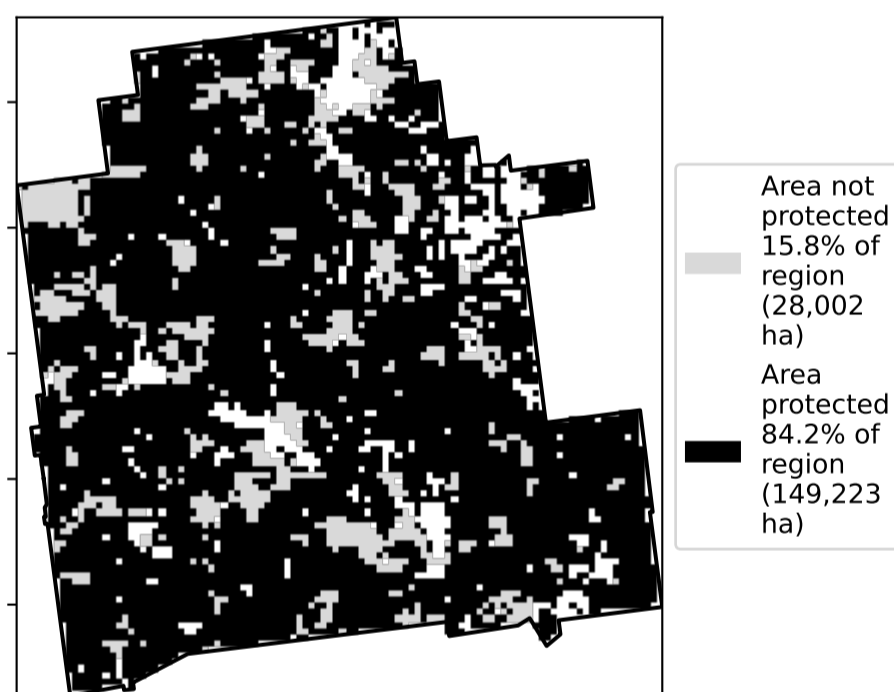 Area not
protected
15.8% of
region
(28,002
ha)
Area
protected
84.2% of
region
(149,223
ha)